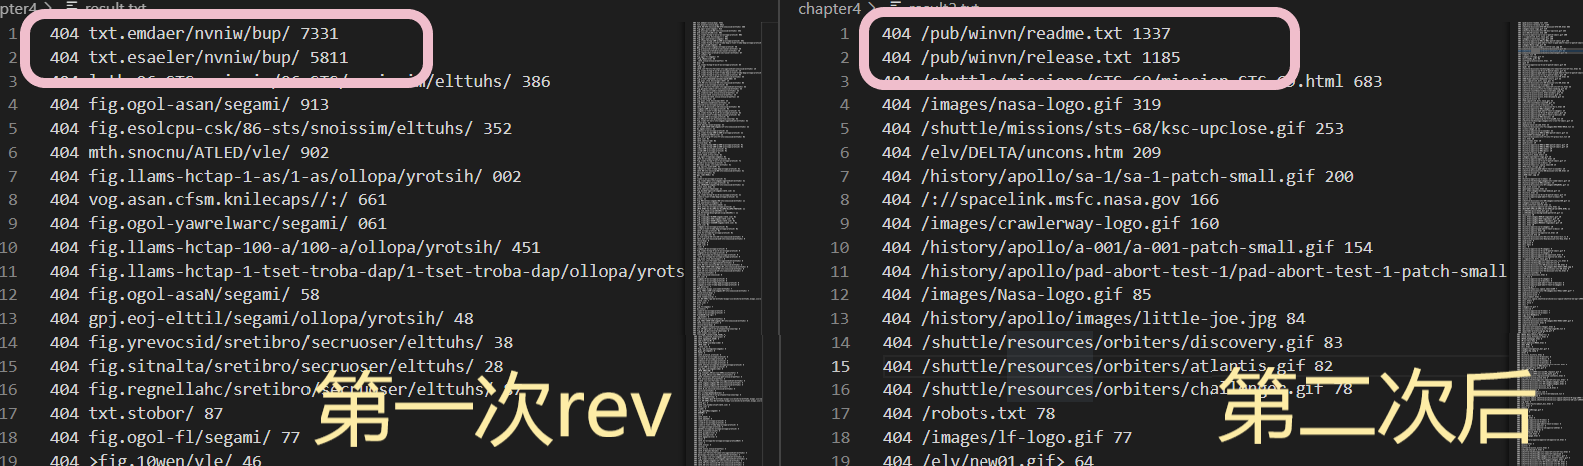 pter4 > result.txt
1 404 txt.emdaer/nvniw/bup/ 7331
2 404 txt.esaeler/nvniw/bup/ 5811
3 elttuhs/ 386
4 404 fig.ogol-asan/segami/ 913
5 404 fig.esolcpu-csk/86-sts/snoissim/elttuhs/ 352
6 404 mth.snocnu/ATLED/vle/ 902
7 404 fig.llams-hctap-1-as/1-as/ollopa/yrotsih/ 002
8 404 vog.asan.cfsm.knilecaps//:/ 661
9 404 fig.ogol-yawrelwarc/segami/ 061
10 404 fig.llams-hctap-100-a/100-a/ollopa/yrotsih/ 451
11 404 fig.llams-hctap-1-tset-troba-dap/1-tset-troba-dap/ollopa/yrots
12 404 fig.ogol-asaN/segami/ 58
13 404 gpj.eoj-elttil/segami/ollopa/yrotsih/ 48
14 404 fig.yrevocsid/sretibro/secruoser/elttuhs/ 38
15 404 fig.sitnalta/sretibro/secruoser/elttuhs/ 28
16 404 fig.regnellahc/sretibro/secruoser/elttuhs/
17 404 txt.stobor/ 87
18 404 fig.ogol-fl/segami/ 77
19 404 >fig.10wen/vle/ 46
第一次rev
chapter4 > result2.txt
1 404 /pub/winvn/readme.txt 1337
2 404 /pub/winvn/release.txt 1185
3 404 /shuttle/missions/STS-69/mission-STS-69.html 683
4 404 /images/nasa-logo.gif 319
5 404 /shuttle/missions/sts-68/ksc-upclose.gif 253
6 404 /elv/DELTA/uncons.htm 209
7 404 /history/apollo/sa-1/sa-1-patch-small.gif 200
8 404 /://spacelink.msfc.nasa.gov 166
9 404 /images/crawlerway-logo.gif 160
10 404 /history/apollo/a-001/a-001-patch-small.gif 154
11 404 /history/apollo/pad-abort-test-1/pad-abort-test-1-patch-small
12 404 /images/Nasa-logo.gif 85
13 404 /history/apollo/images/little-joe.jpg 84
14 404 /shuttle/resources/orbiters/discovery.gif 83
15 404 /shuttle/resources/orbiters/atlantis.gif 82
16 404 /shuttle/resources/orbiters/challenger.gif 78
17 404 /robots.txt 78
18 404 /images/lf-logo.gif 77
19 404 /elv/new01.gif> 64
第二次后